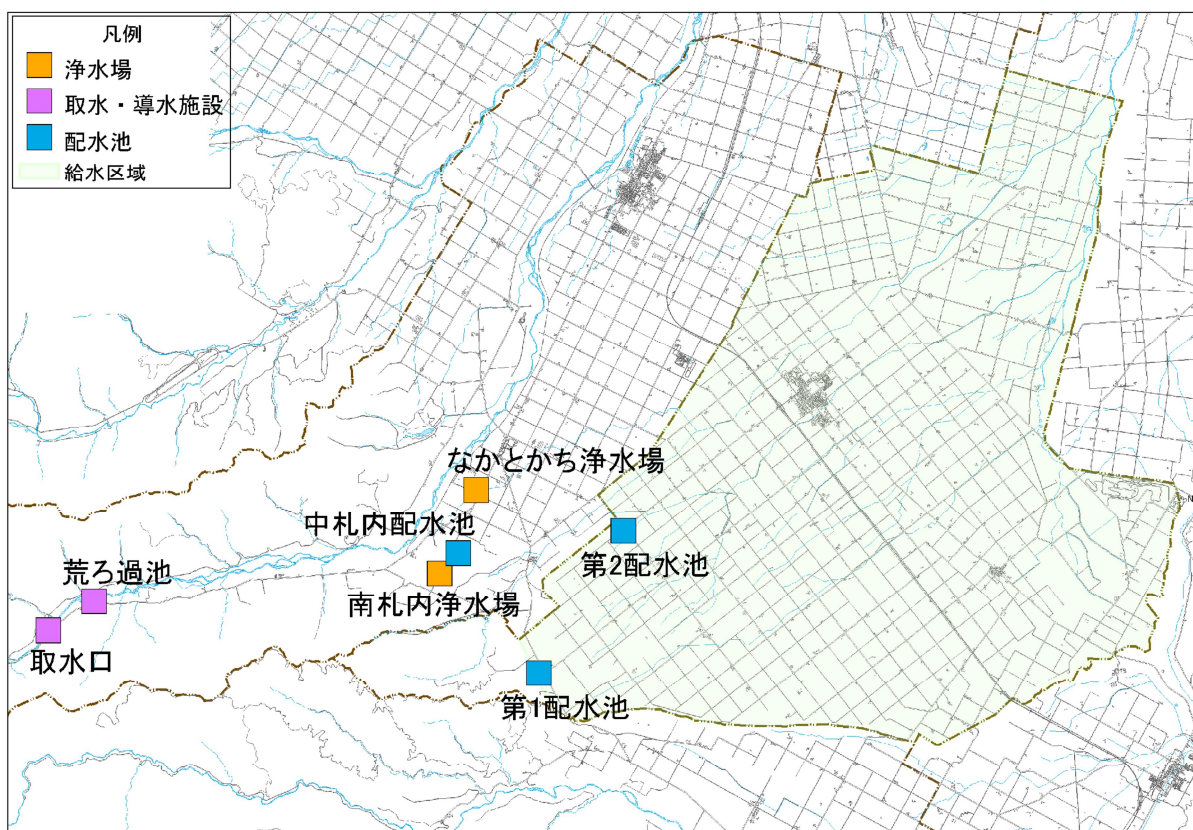 凡例
浄水場
取水・導水施設
配水池
給水区域
なかとかち浄水場
中札内配水池
第2配水池
荒ろ過池
南札内浄水場
取水口
第1配水池